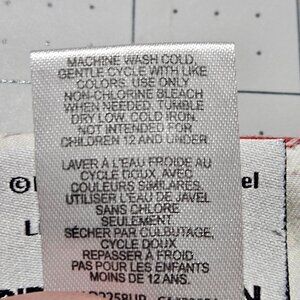 MACHINE WASH COLD,
GENTLE CYCLE WITH LIKE
COLORS, USE ONLY
NON-CHLORINE BLEACH
WHEN NEEDED, TUMBLE
DRY LOW, COLD IRON.
NOT INTENDED FOR
CHILDREN 12 AND UNDER.
LAVER À L'EAU FROIDE AU
CYCLE DOUX, AVEC
COULEURS SIMILAIRES,
UTILISER L'EAU DE JAVEL
SANS CHLORE
SEULEMENT,
SÉCHER PAR CULBUTAGE,
CYCLE DOUX,
REPASSER À FROID
PAS POUR LES ENFANTS
MOINS DE 12 ANS.
©
el